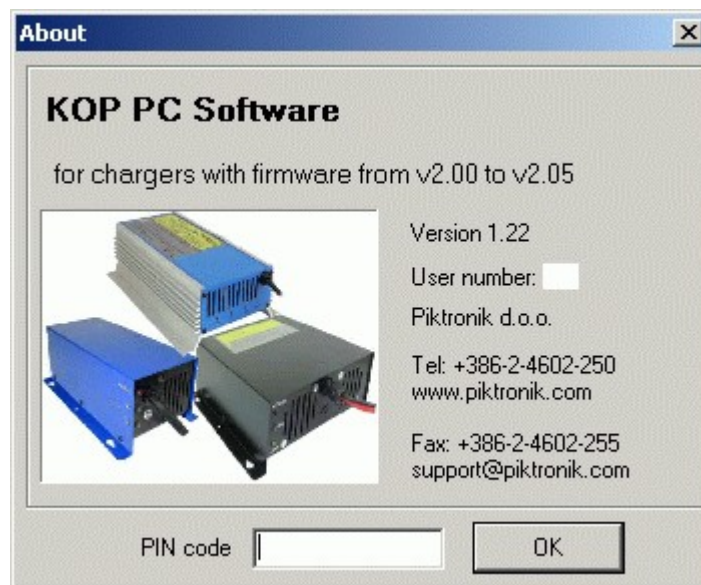 About
KOP PC Software
for chargers with firmware from v2.00 to v2.05
Version 1.22
User number:
Piktronik d.o.o.
Tel: +386-2-4602-250
www.piktronik.com
Fax: +386-2-4602-255
support@piktronik.com
PIN code
OK